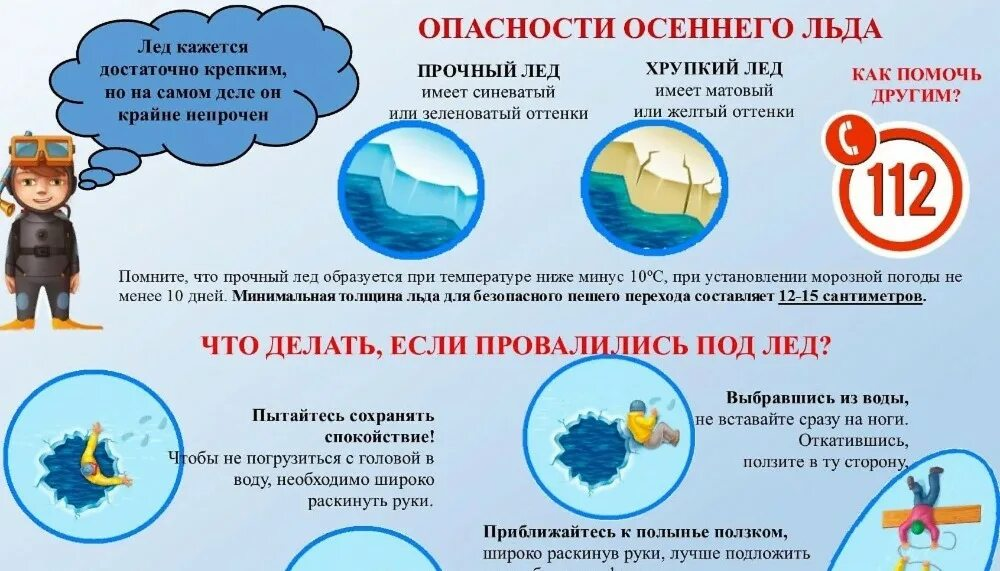 Лед кажется
достаточно крепким,
но на самом деле он
крайне непрочен
ОПАСНОСТИ ОСЕННЕГО ЛЬДА
ПРОЧНЫЙ ЛЕД
имеет синеватый
или зеленоватый оттенки
ХРУПКИЙ ЛЕД
имеет матовый
или желтый оттенки
КАК ПОМОЧЬ
ДРУГИМ?
112
Помните, что прочный лед образуется при температуре ниже минус 10ºС, при установлении морозной погоды не
менее 10 дней. Минимальная толщина льда для безопасного пешего перехода составляет 12-15 сантиметров.
ЧТО ДЕЛАТЬ, ЕСЛИ ПРОВАЛИЛИСЬ ПОД ЛЕД?
Пытайтесь сохранять
спокойствие!
Чтобы не погрузиться с головой в
воду, необходимо широко
раскинуть руки.
Выбравшись из воды,
не вставайте сразу на ноги.
Откатившись,
ползите в ту сторону,
Приближайтесь к полынье ползком,
широко раскинув руки, лучше подложить